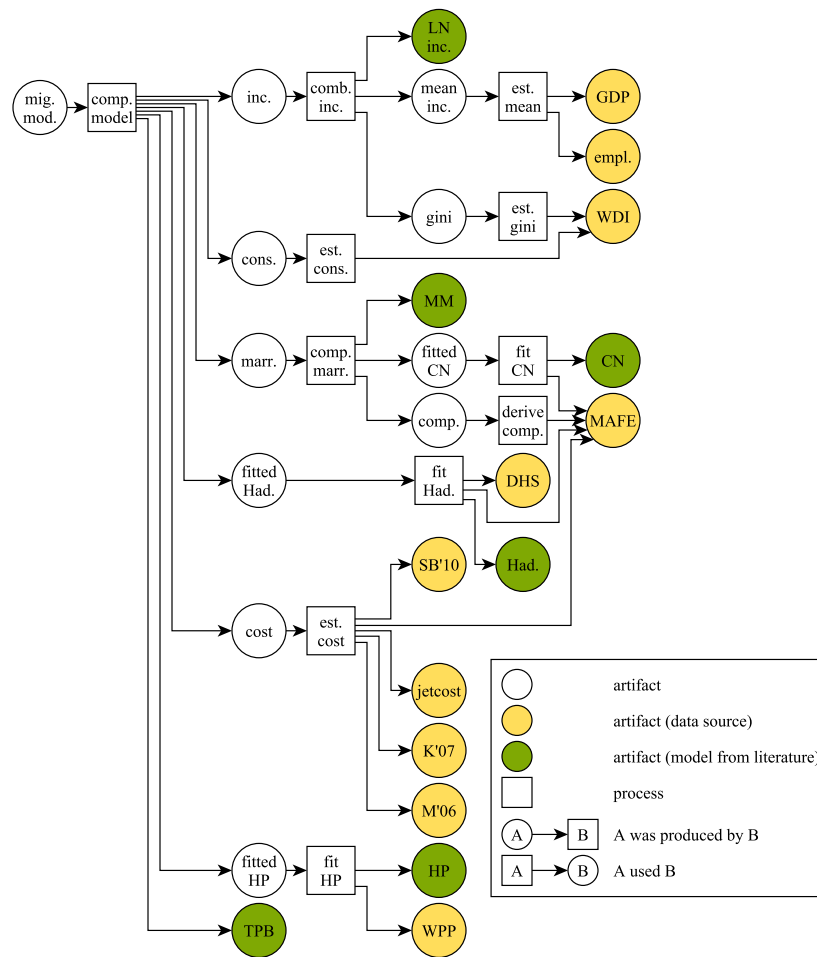 LN
inc.
mig.
mod.
comp.
model
inc.
comb.
inc.
mean
inc.
est.
mean
GDP
empl.
gini
est.
gini
WDI
cons.
est.
cons.
MM
marr.
comp.
marr.
fitted
CN
fit
CN
CN
comp.
derive
comp.
MAFE
fitted
Had.
fit
Had.
DHS
SB'10
Had.
cost
est.
cost
jetcost
K'07
M'06
fitted
HP
fit
HP
HP
TPB
WPP
artifact
artifact (data source)
artifact (model from literature)
process
A B A was produced by B
A B A used B